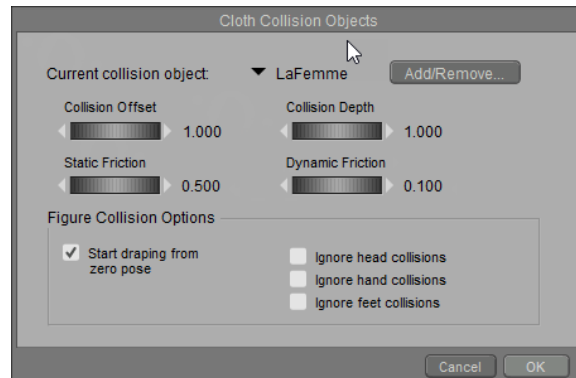 Cloth Collision Objects
Current collision object: LaFemme Add/Remove...
Collision Offset Collision Depth
1.000 1.000
Static Friction Dynamic Friction
0.500 0.100
Figure Collision Options
Start draping from Ignore head collisions
zero pose
Ignore hand collisions
Ignore feet collisions
Cancel OK